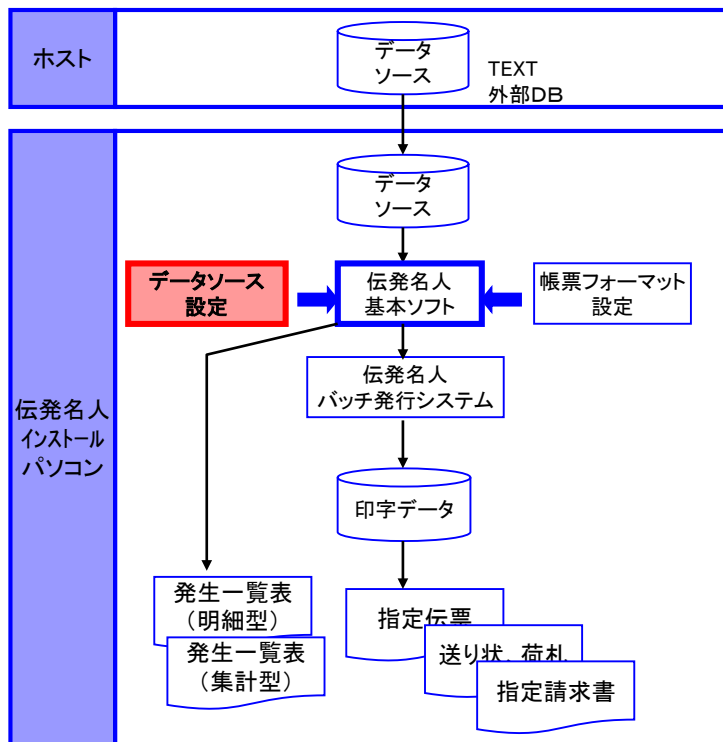 ホスト
データ
ソース
TEXT
外部DB
データ
ソース
データソース
設定
伝発名人
基本ソフト
帳票フォーマット
設定
伝発名人
バッチ発行システム
伝発名人
インストール
パソコン
印字データ
発生一覧表
（明細型）
発生一覧表
（集計型）
指定伝票
送り状、荷札
指定請求書